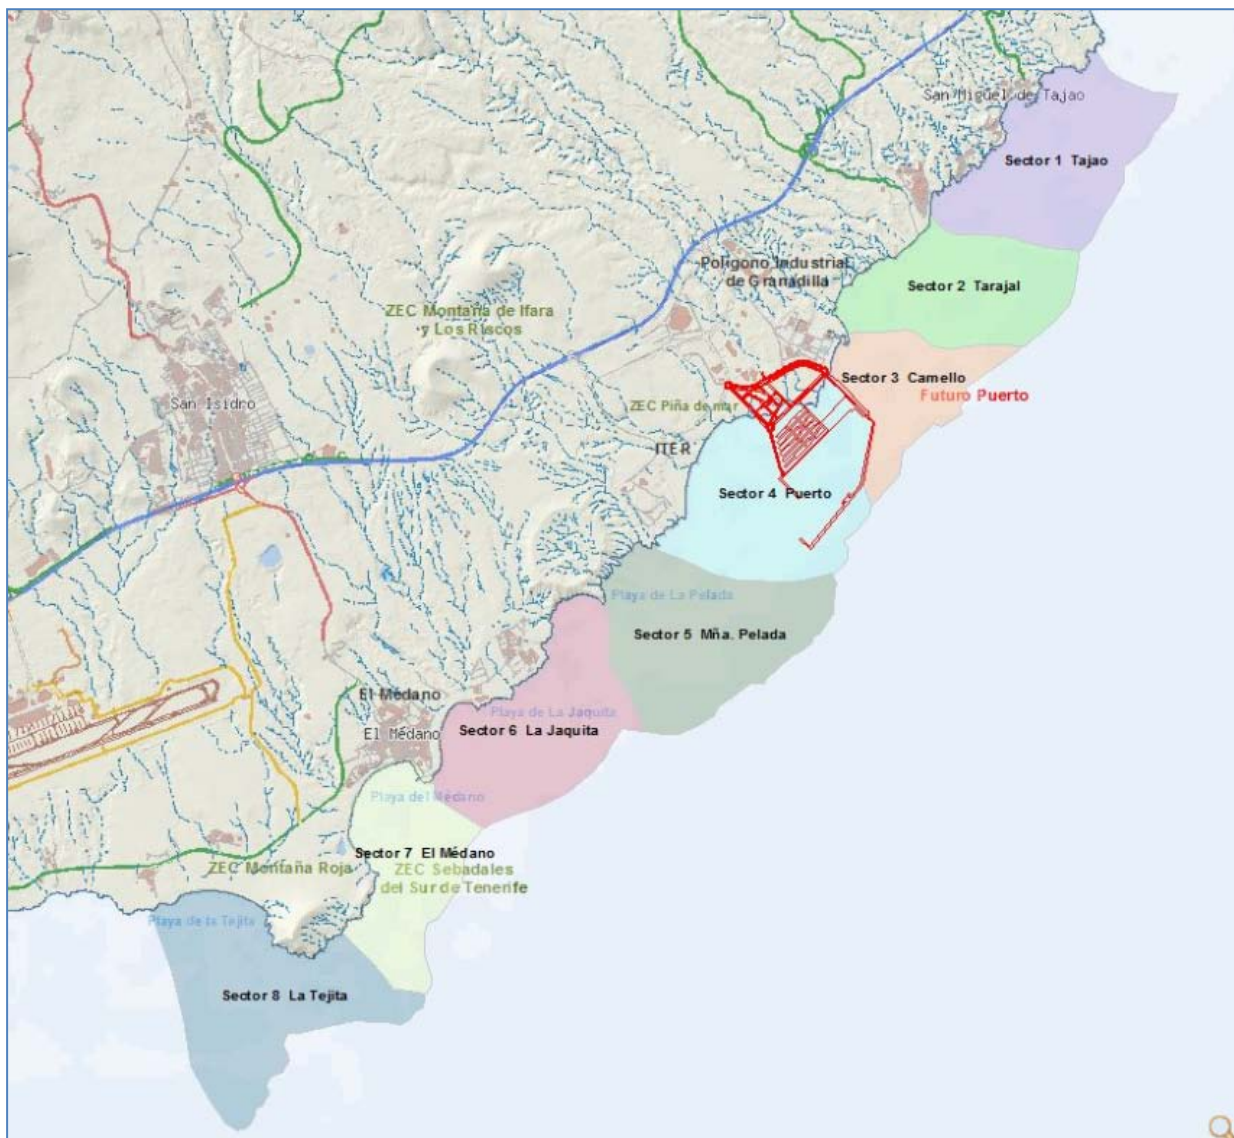 San Miguel de Tajao
Sector 1 Tajao
Polígono Industrial
de Granadilla
Sector 2 Tarajal
ZEC Montaña de Ifara
y Los Riscos
Sector 3 Camello
Futuro Puerto
San Isidro
ZEC Piña de mar
ITER
Sector 4 Puerto
Playa de La Pelada
Sector 5 Mña. Pelada
El Médano
Playa de La Jaquita
El Médano
Sector 6 La Jaquita
Playa del Médano
Sector 7 El Médano
ZEC Montaña Roja
ZEC Sebadales
del Sur de Tenerife
Playa de la Tejita
Sector 8 La Tejita